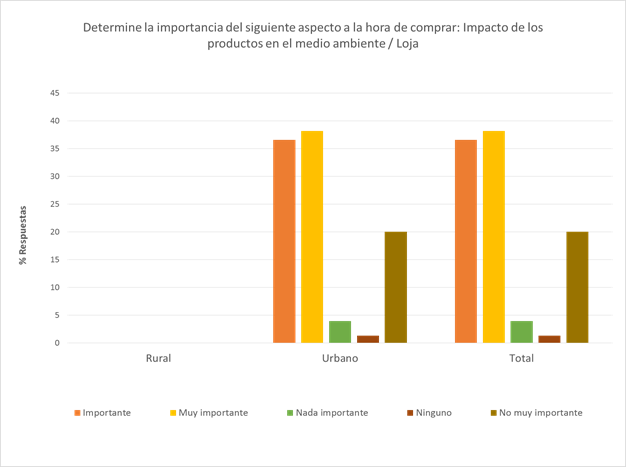 Determine la importancia del siguiente aspecto a la hora de comprar: Impacto de los
productos en el medio ambiente / Loja
45
40
35
30
25
20
15
10
5
0
% Respuestas
Rural Urbano Total
Importante Muy importante Nada importante Ninguno No muy importante